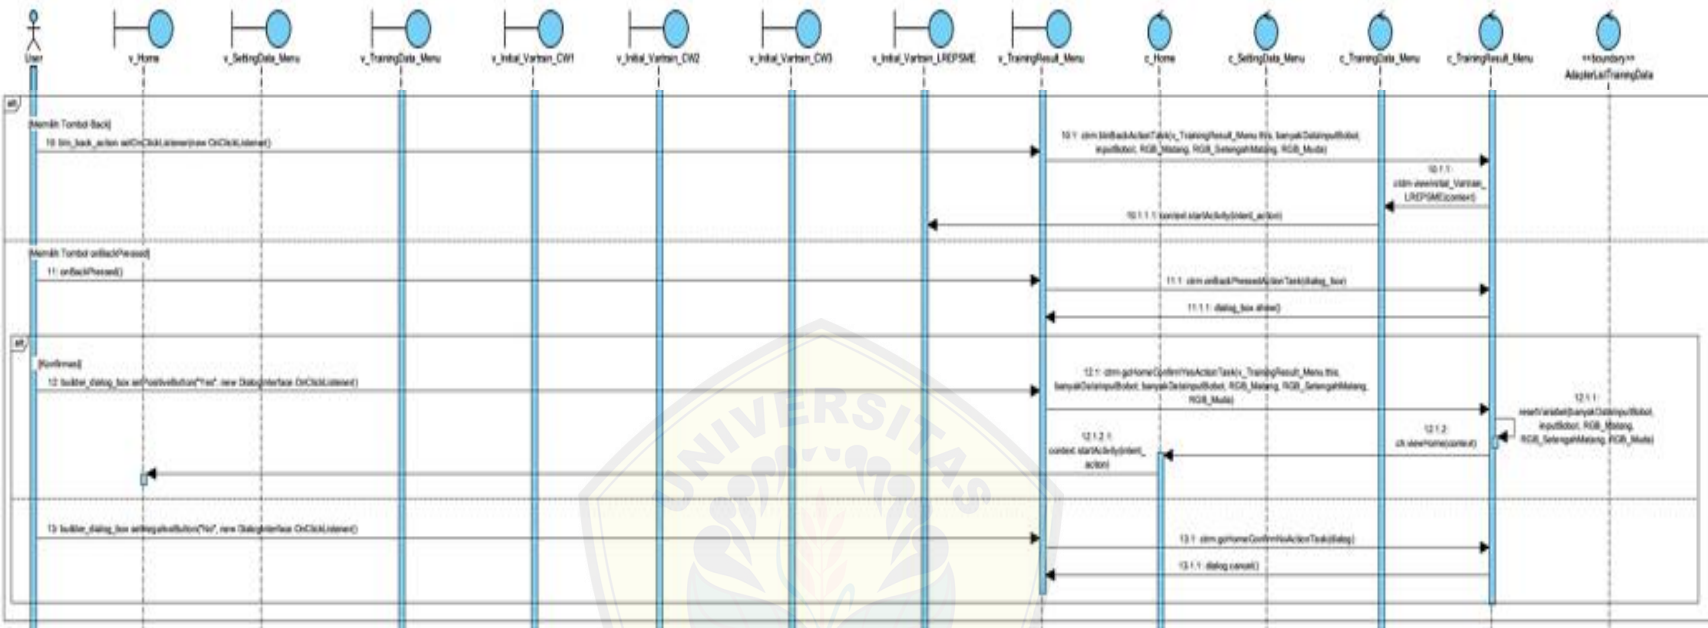 User
v_Home
v_SettingData_Menu
v_TrainingData_Menu
v_Initial_Vartrain_CW1
v_Initial_Vartrain_CW2
v_Initial_Vartrain_CW3
v_Initial_Vartrain_LREPSME
v_TrainingResult_Menu
c_Home
c_SettingData_Menu
c_TrainingData_Menu
c_TrainingResult_Menu
<<boundary>>
AdapterListTrainingData
alt
[Memilih Tombol Back]
10: btn_back_action.setOnClickListener(new OnClickListener)
10.1: ctrm.btnBackActionTask(v_TrainingResult_Menu.this, banyakDataInputBobot,
inputBobot, RGB_Matang, RGB_SetengahMatang, RGB_Muda)
10.1.1:
ctdm.viewInitial_Vartrain_
LREPSME(context)
10.1.1.1: context.startActivity(intent_action)
[Memilih Tombol onBackPressed]
11: onBackPressed()
11.1: ctrm.onBackPressedActionTask(dialog_box)
11.1.1: dialog_box.show()
alt
[Konfirmasi]
12: builder_dialog_box.setPositiveButton("Yes", new DialogInterface.OnClickListener)
12.1: ctrm.goHomeConfirmYesActionTask(v_TrainingResult_Menu.this,
banyakDataInputBobot, banyakDataInputBobot, RGB_Matang, RGB_SetengahMatang,
RGB_Muda)
12.1.1:
resetVariabel(banyakDataInputBobot,
inputBobot, RGB_Matang,
RGB_SetengahMatang, RGB_Muda)
12.1.2:
ch.viewHome(context)
12.1.2.1:
context.startActivity(intent_
action)
13: builder_dialog_box.setNegativeButton("No", new DialogInterface.OnClickListener)
13.1: ctrm.goHomeConfirmNoActionTask(dialog)
13.1.1: dialog.cancel()
UNIVERSITAS